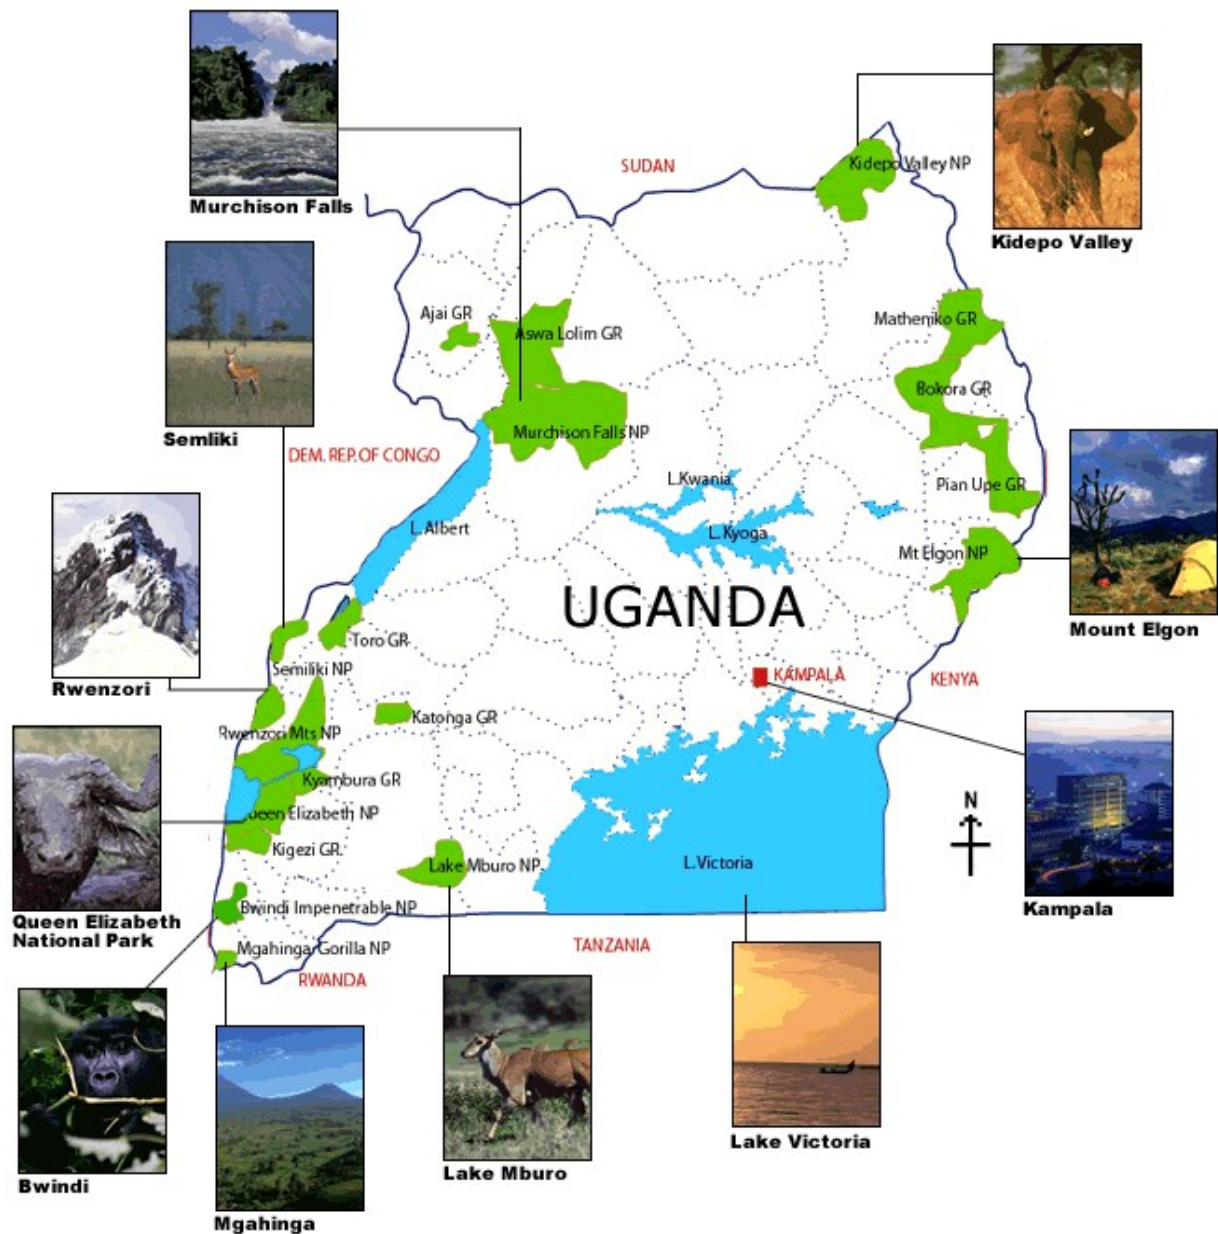 Murchison Falls
Kidepo Valley
SUDAN
Kidepo Valley NP
Semliki
Ajai GR
Aswa Lolim GR
Matheniko GR
Bokora GR
Murchison Falls NP
DEM. REP. OF CONGO
L.Kwania
Pian Upe GR
L. Albert
L. Kyoga
Mt Elgon NP
UGANDA
Mount Elgon
Toro GR
Semiliki NP
Rwenzori
KAMPALA
KENYA
Katonga GR
Rwenzori Mts NP
Kyambura GR
Queen Elizabeth NP
Kigezi GR.
N
Lake Mburo NP.
L.Victoria
Kampala
Queen Elizabeth
National Park
Bwindi Impenetrable NP
Mgahinga Gorilla NP
TANZANIA
RWANDA
Lake Victoria
Lake Mburo
Bwindi
Mgahinga